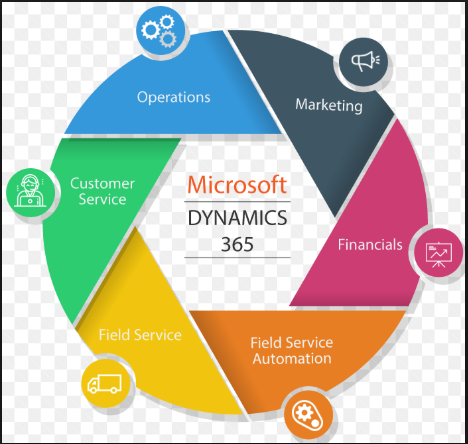 Operations
Marketing
Customer
Service
Microsoft
DYNAMICS
365
Financials
Field Service
Field Service
Automation